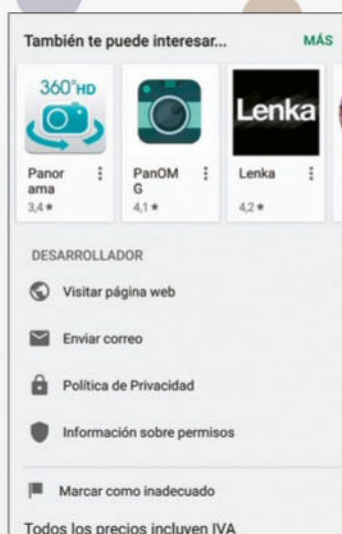 También te puede interesar... MÁS
360°HD
Lenka
Panor
ama
PanOM
G
Lenka
3,4★ 4,1★ 4,2★
DESARROLLADOR
Visitar página web
Enviar correo
Política de Privacidad
Información sobre permisos
Marcar como inadecuado
Todos los precios incluyen IVA